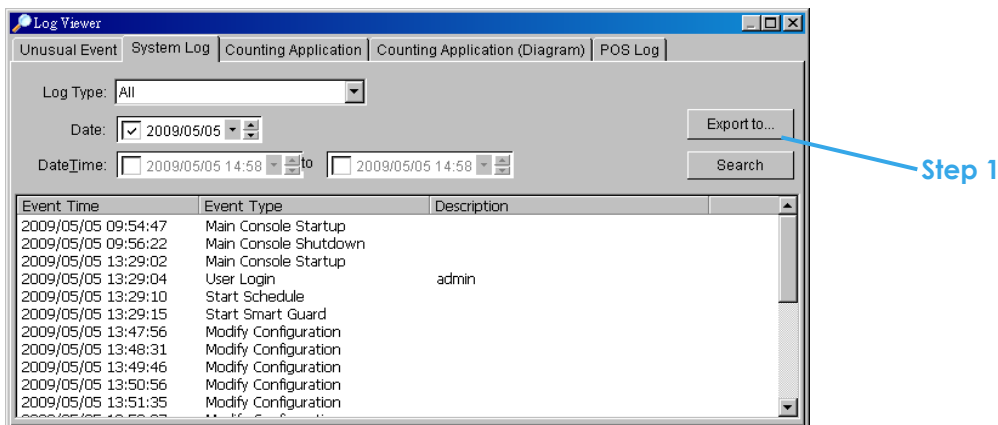 Log Viewer
Unusual Event System Log Counting Application Counting Application (Diagram) POS Log
Log Type: All
Date: 2009/05/05
Export to...
DateTime: 2009/05/05 14:58 to 2009/05/05 14:58
Search
Step 1
Event Time Event Type Description
2009/05/05 09:54:47 Main Console Startup
2009/05/05 09:56:22 Main Console Shutdown
2009/05/05 13:29:02 Main Console Startup
2009/05/05 13:29:04 User Login admin
2009/05/05 13:29:10 Start Schedule
2009/05/05 13:29:15 Start Smart Guard
2009/05/05 13:47:56 Modify Configuration
2009/05/05 13:48:31 Modify Configuration
2009/05/05 13:49:46 Modify Configuration
2009/05/05 13:50:56 Modify Configuration
2009/05/05 13:51:35 Modify Configuration